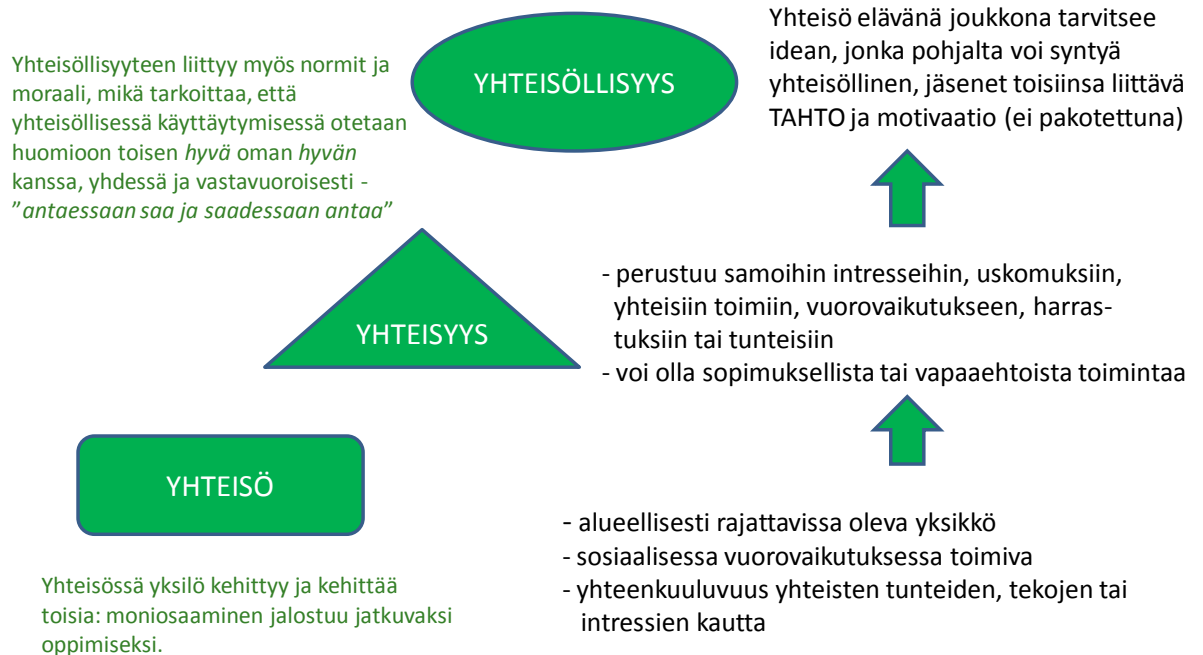 Yhteisöllisyyteen liittyy myös normit ja
moraali, mikä tarkoittaa, että
yhteisöllisessä käyttäytymisessä otetaan
huomioon toisen hyvä oman hyvän
kanssa, yhdessä ja vastavuoroisesti -
”antaessaan saa ja saadessaan antaa”
YHTEISÖLLISYYS
Yhteisö elävänä joukkona tarvitsee
idean, jonka pohjalta voi syntyä
yhteisöllinen, jäsenet toisiinsa liittävä
TAHTO ja motivaatio (ei pakotettuna)
YHTEISYYS
- perustuu samoihin intresseihin, uskomuksiin,
yhteisiin toimiin, vuorovaikutukseen, harras-
tuksiin tai tunteisiin
- voi olla sopimuksellista tai vapaaehtoista toimintaa
YHTEISÖ
- alueellisesti rajattavissa oleva yksikkö
- sosiaalisessa vuorovaikutuksessa toimiva
- yhteenkuuluvuus yhteisten tunteiden, tekojen tai
intressien kautta
Yhteisössä yksilö kehittyy ja kehittää
toisia: moniosaaminen jalostuu jatkuvaksi
oppimiseksi.